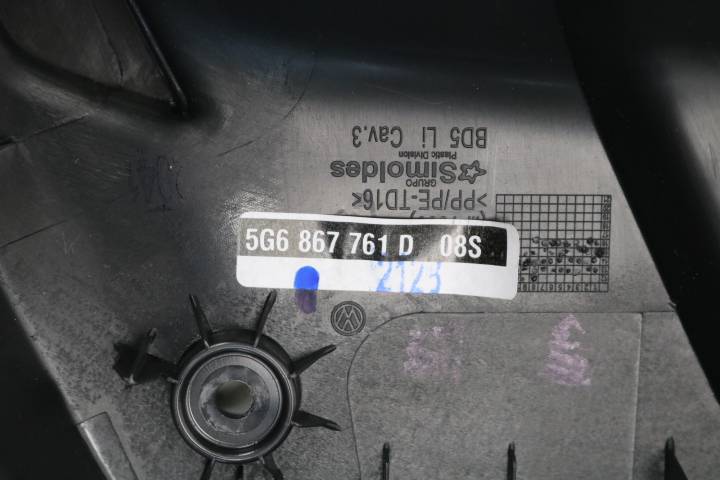 BD5 Li Cav.3
Plastic Division
Simoldes
GRUPO
>PP/PE-TD16<
5G6 867 761 D 08S
2123